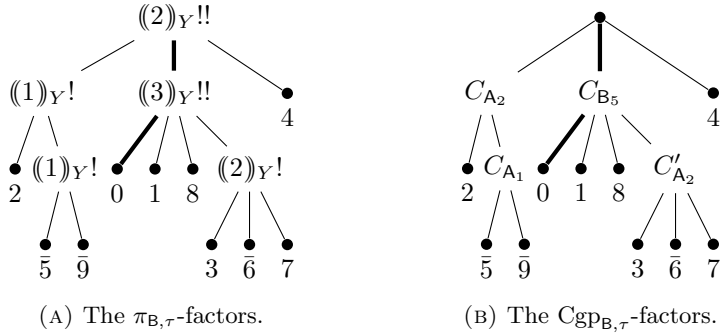 ⸨2⸩_Y!!
⸨1⸩_Y! ⸨3⸩_Y!! 4
2 ⸨1⸩_Y! 0 1 8 ⸨2⸩_Y!
5̄ 9̄ 3 6̄ 7
(A) The π_{B,τ}-factors.
C_{A_2} C_{B_5} 4
2 C_{A_1} 0 1 8 C′_{A_2}
5̄ 9̄ 3 6̄ 7
(B) The Cgp_{B,τ}-factors.